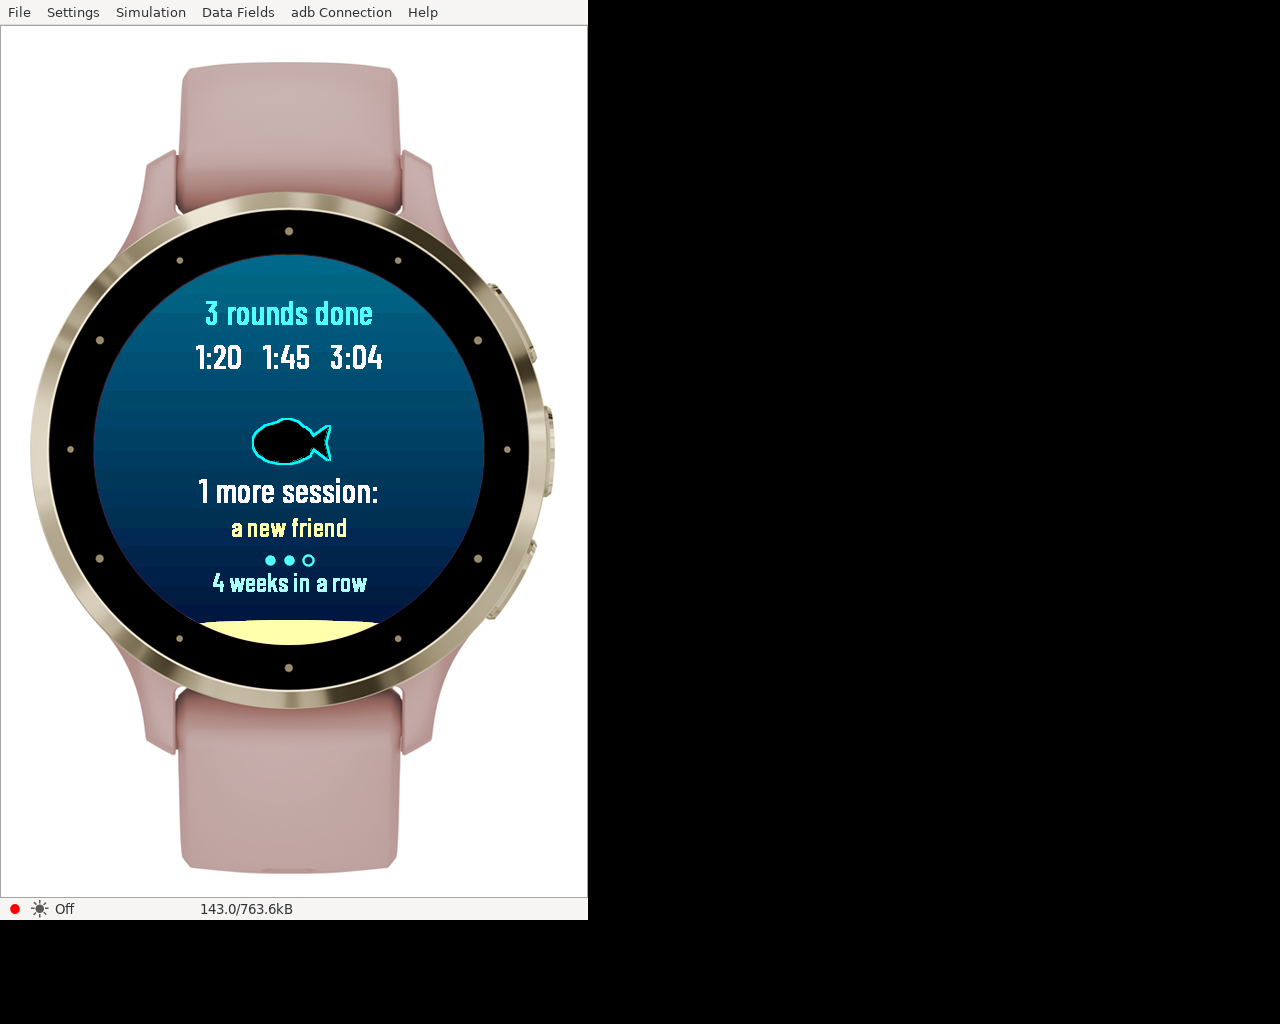 File Settings Simulation Data Fields adb Connection Help
3 rounds done
1:20 1:45 3:04
1 more session:
a new friend
4 weeks in a row
Off 143.0/763.6kB